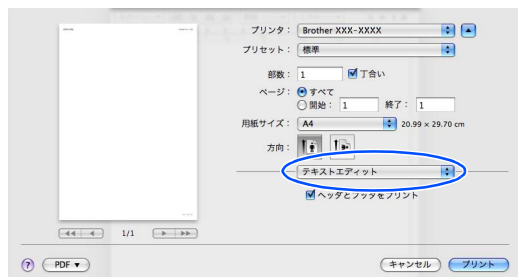 プリンタ： Brother XXX-XXXX
プリセット： 標準
部数： 1 丁合い
ページ： すべて
開始： 1 終了： 1
用紙サイズ： A4 20.99 × 29.70 cm
方向：
テキストエディット
ヘッダとフッタをプリント
1/1
? PDF ▼ キャンセル プリント